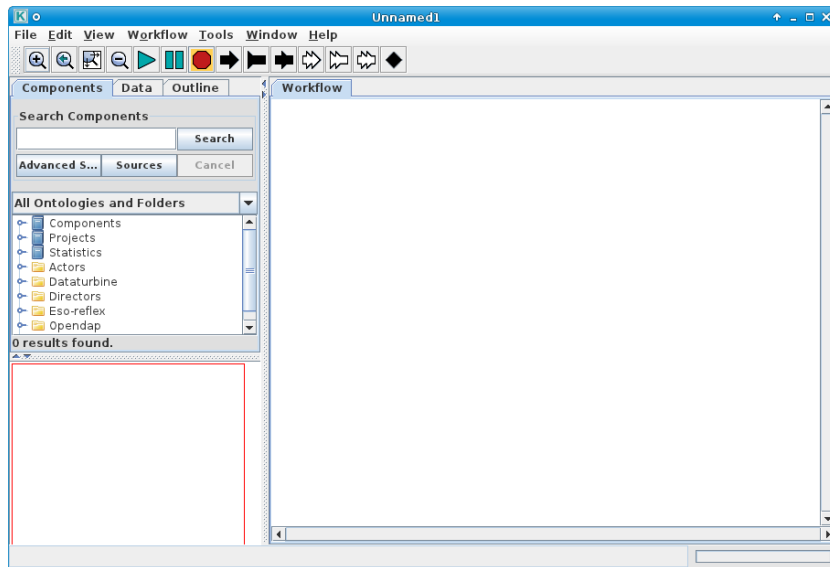 K Unnamed1
File Edit View Workflow Tools Window Help
Components Data Outline Workflow
Search Components
Search
Advanced S... Sources Cancel
All Ontologies and Folders
Components
Projects
Statistics
Actors
Dataturbine
Directors
Eso-reflex
Opendap
0 results found.